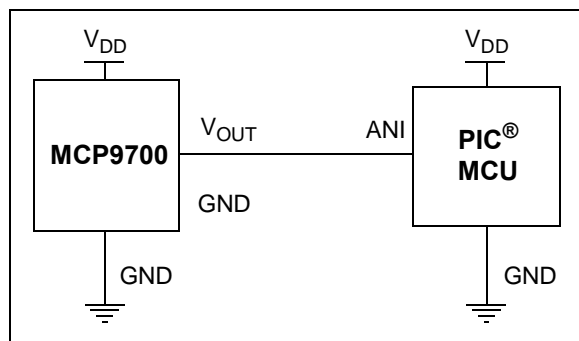 VDD
VDD
MCP9700
VOUT
ANI
PIC®
MCU
GND
GND
GND